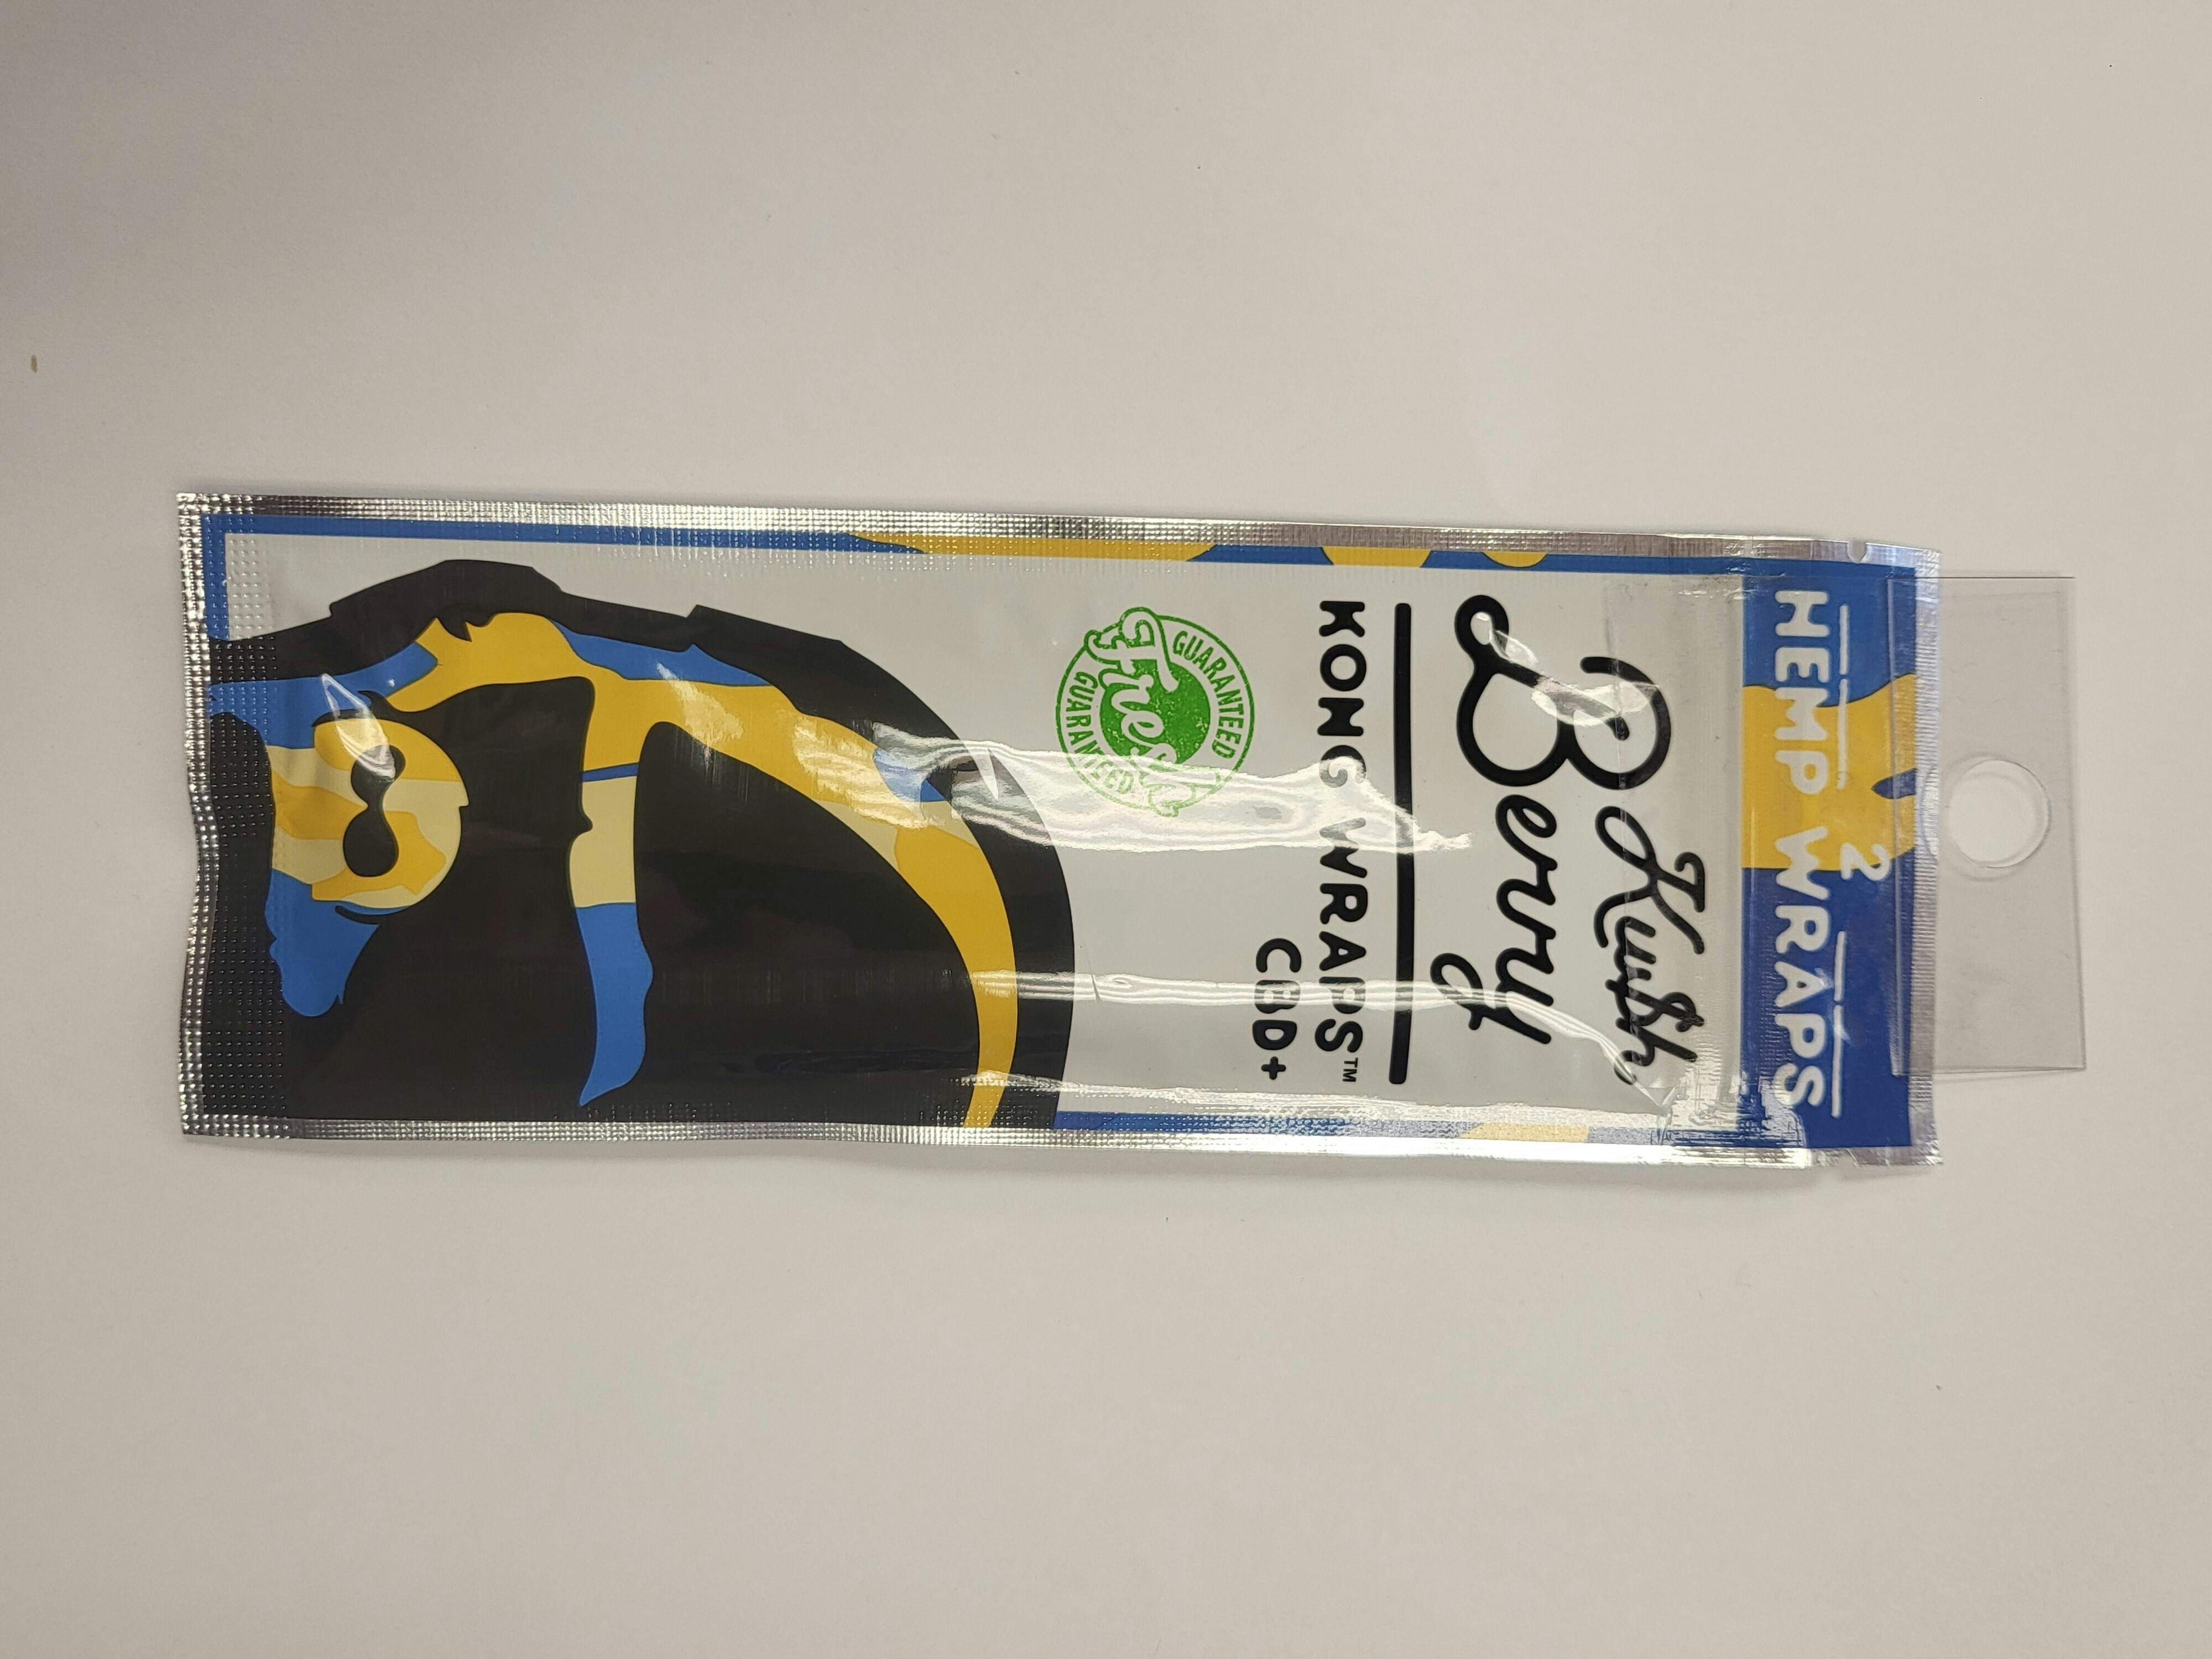 2
HEMP WRAPS
Kush
Berry
KONG WRAPS™
CBD+
GUARANTEED
Fresh
GUARANTEED